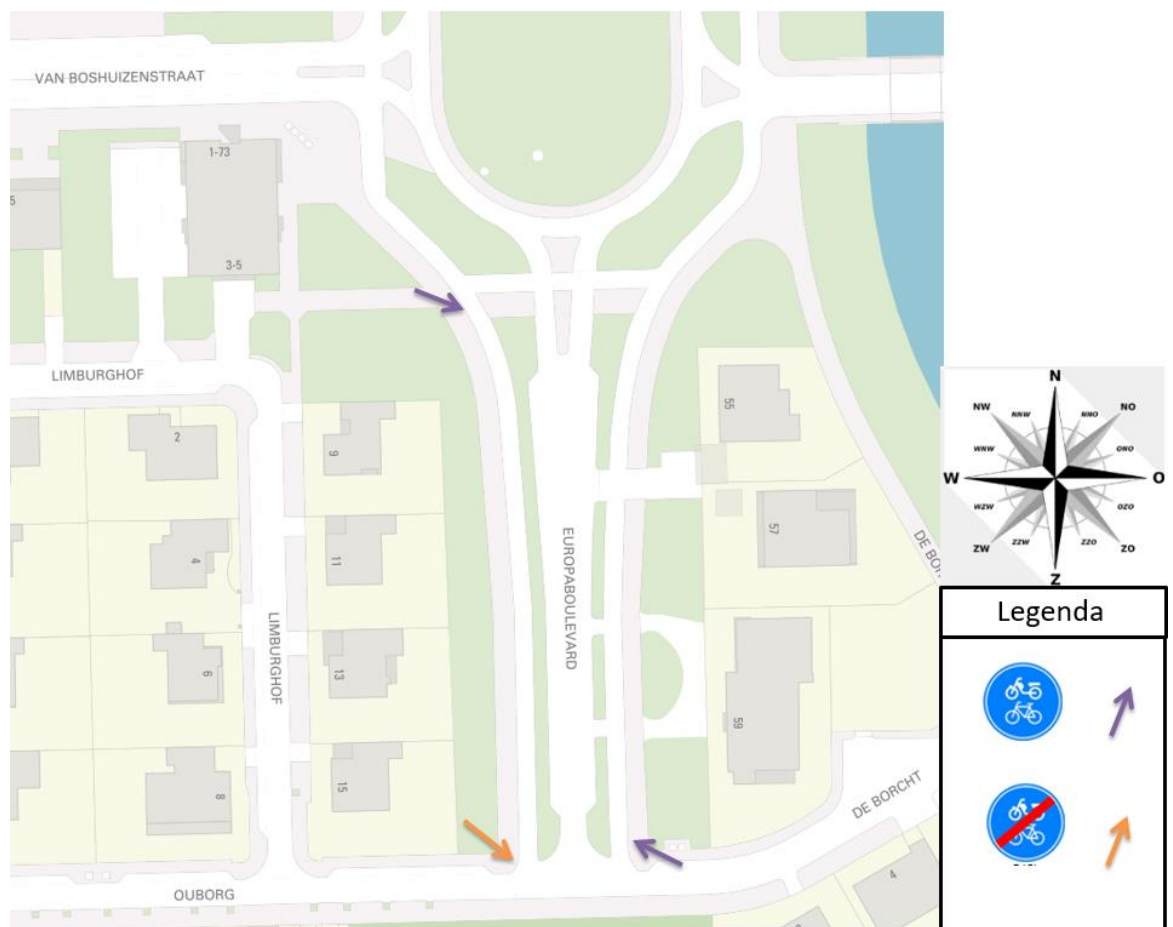 VAN BOSHUIZENSTRAAT
1-73
5
3-5
LIMBURGHOF
2
9
55
4
11
57
EUROPABOULEVARD
LIMBURGHOF
6
13
59
8
15
DE BORCHT
4
OUBORG
N
NNW
NNO
NW
NO
WNW
ONO
W
O
WZW
OZO
ZW
ZO
ZZW
ZZO
Z
Legenda